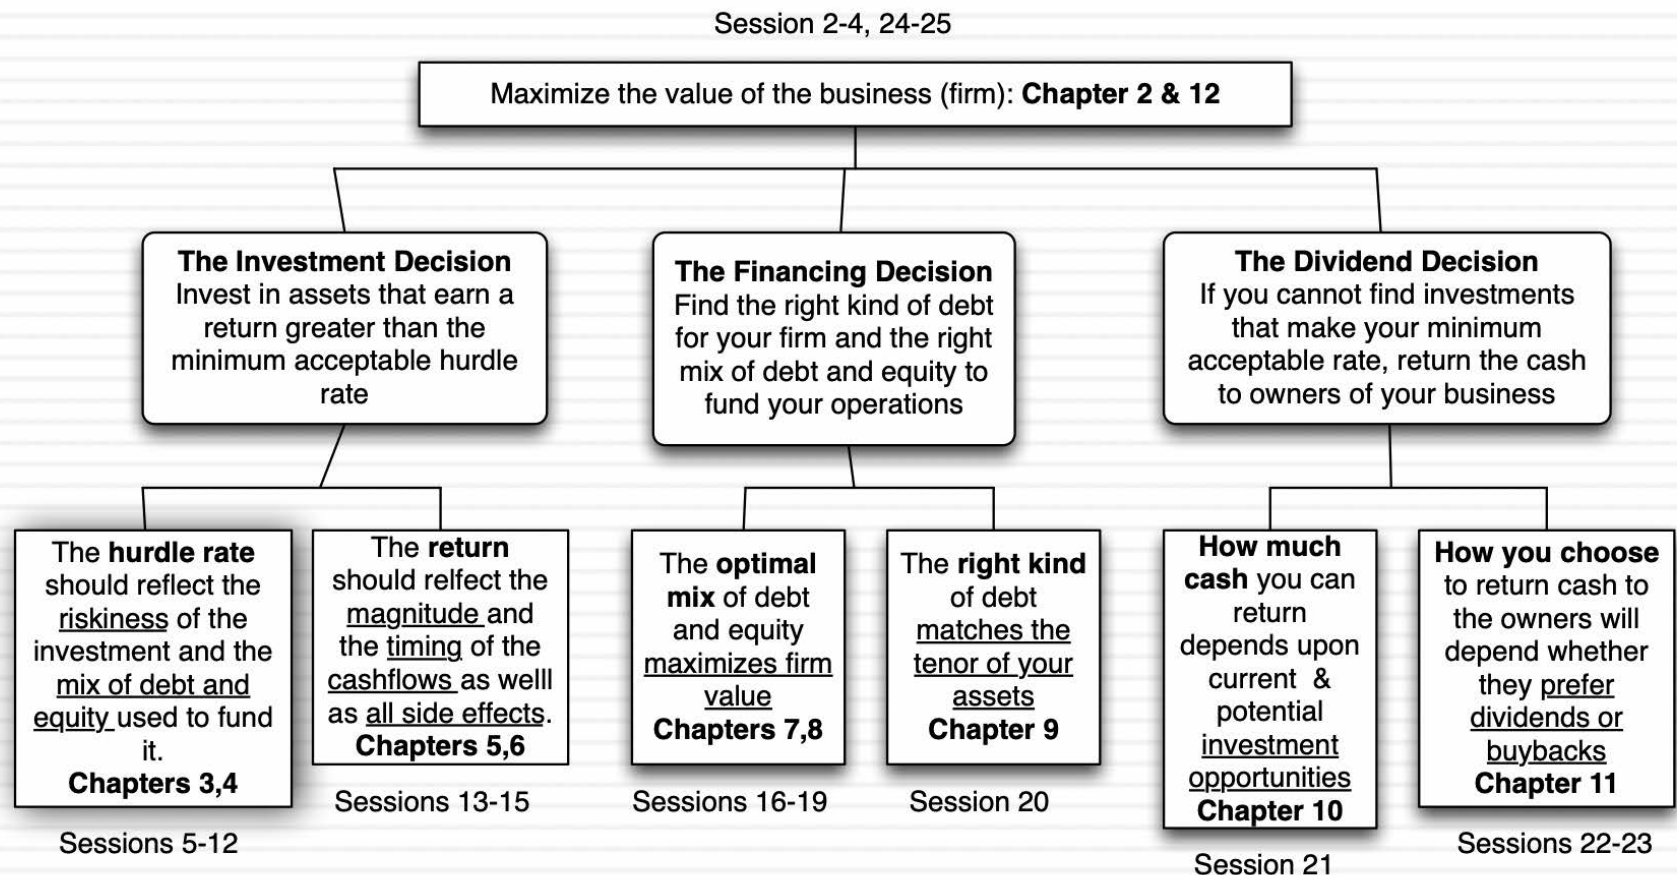 Session 2-4, 24-25
Maximize the value of the business (firm): Chapter 2 & 12
The Investment Decision
Invest in assets that earn a
return greater than the
minimum acceptable hurdle
rate
The Financing Decision
Find the right kind of debt
for your firm and the right
mix of debt and equity to
fund your operations
The Dividend Decision
If you cannot find investments
that make your minimum
acceptable rate, return the cash
to owners of your business
The hurdle rate
should reflect the
riskiness of the
investment and the
mix of debt and
equity used to fund
it.
Chapters 3,4
Sessions 5-12
The return
should relfect the
magnitude and
the timing of the
cashflows as welll
as all side effects.
Chapters 5,6
Sessions 13-15
The optimal
mix of debt
and equity
maximizes firm
value
Chapters 7,8
Sessions 16-19
The right kind
of debt
matches the
tenor of your
assets
Chapter 9
Session 20
How much
cash you can
return
depends upon
current &
potential
investment
opportunities
Chapter 10
Session 21
How you choose
to return cash to
the owners will
depend whether
they prefer
dividends or
buybacks
Chapter 11
Sessions 22-23